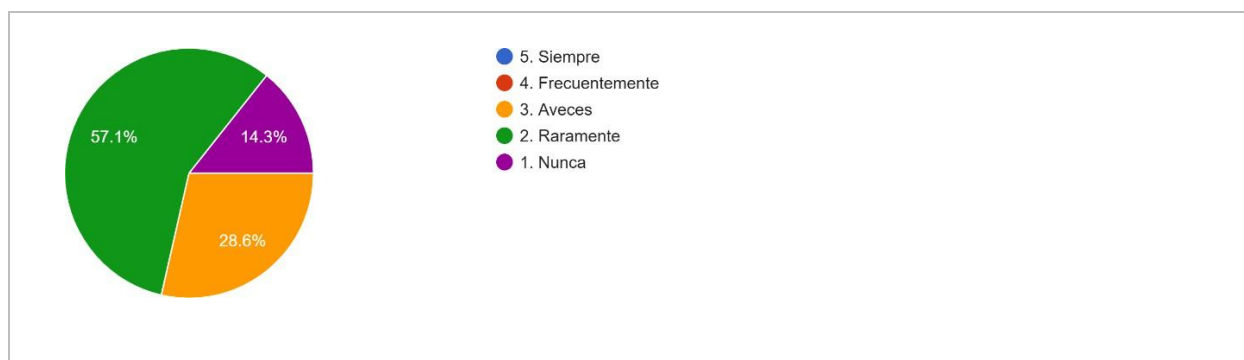 5. Siempre
4. Frecuentemente
3. Aveces
2. Raramente
1. Nunca
57.1%
14.3%
28.6%